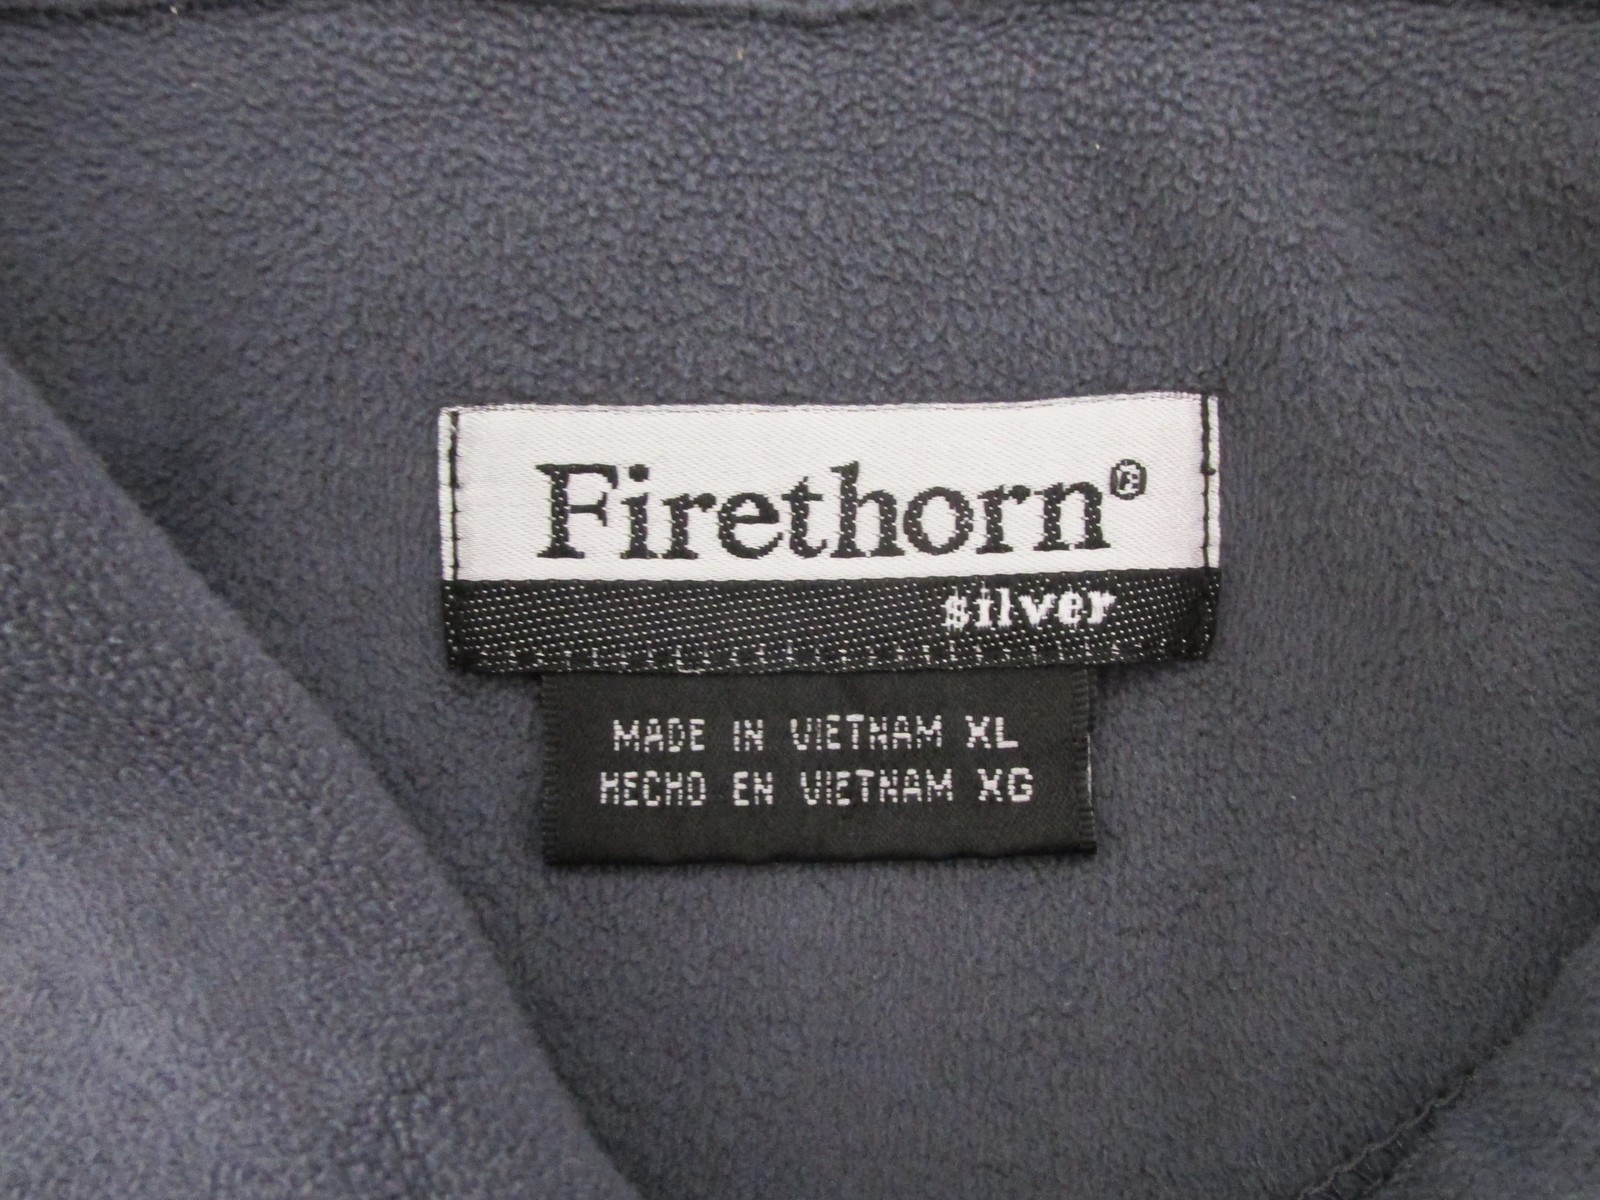 Firethorn®
silver
MADE IN VIETNAM XL
HECHO EN VIETNAM XG